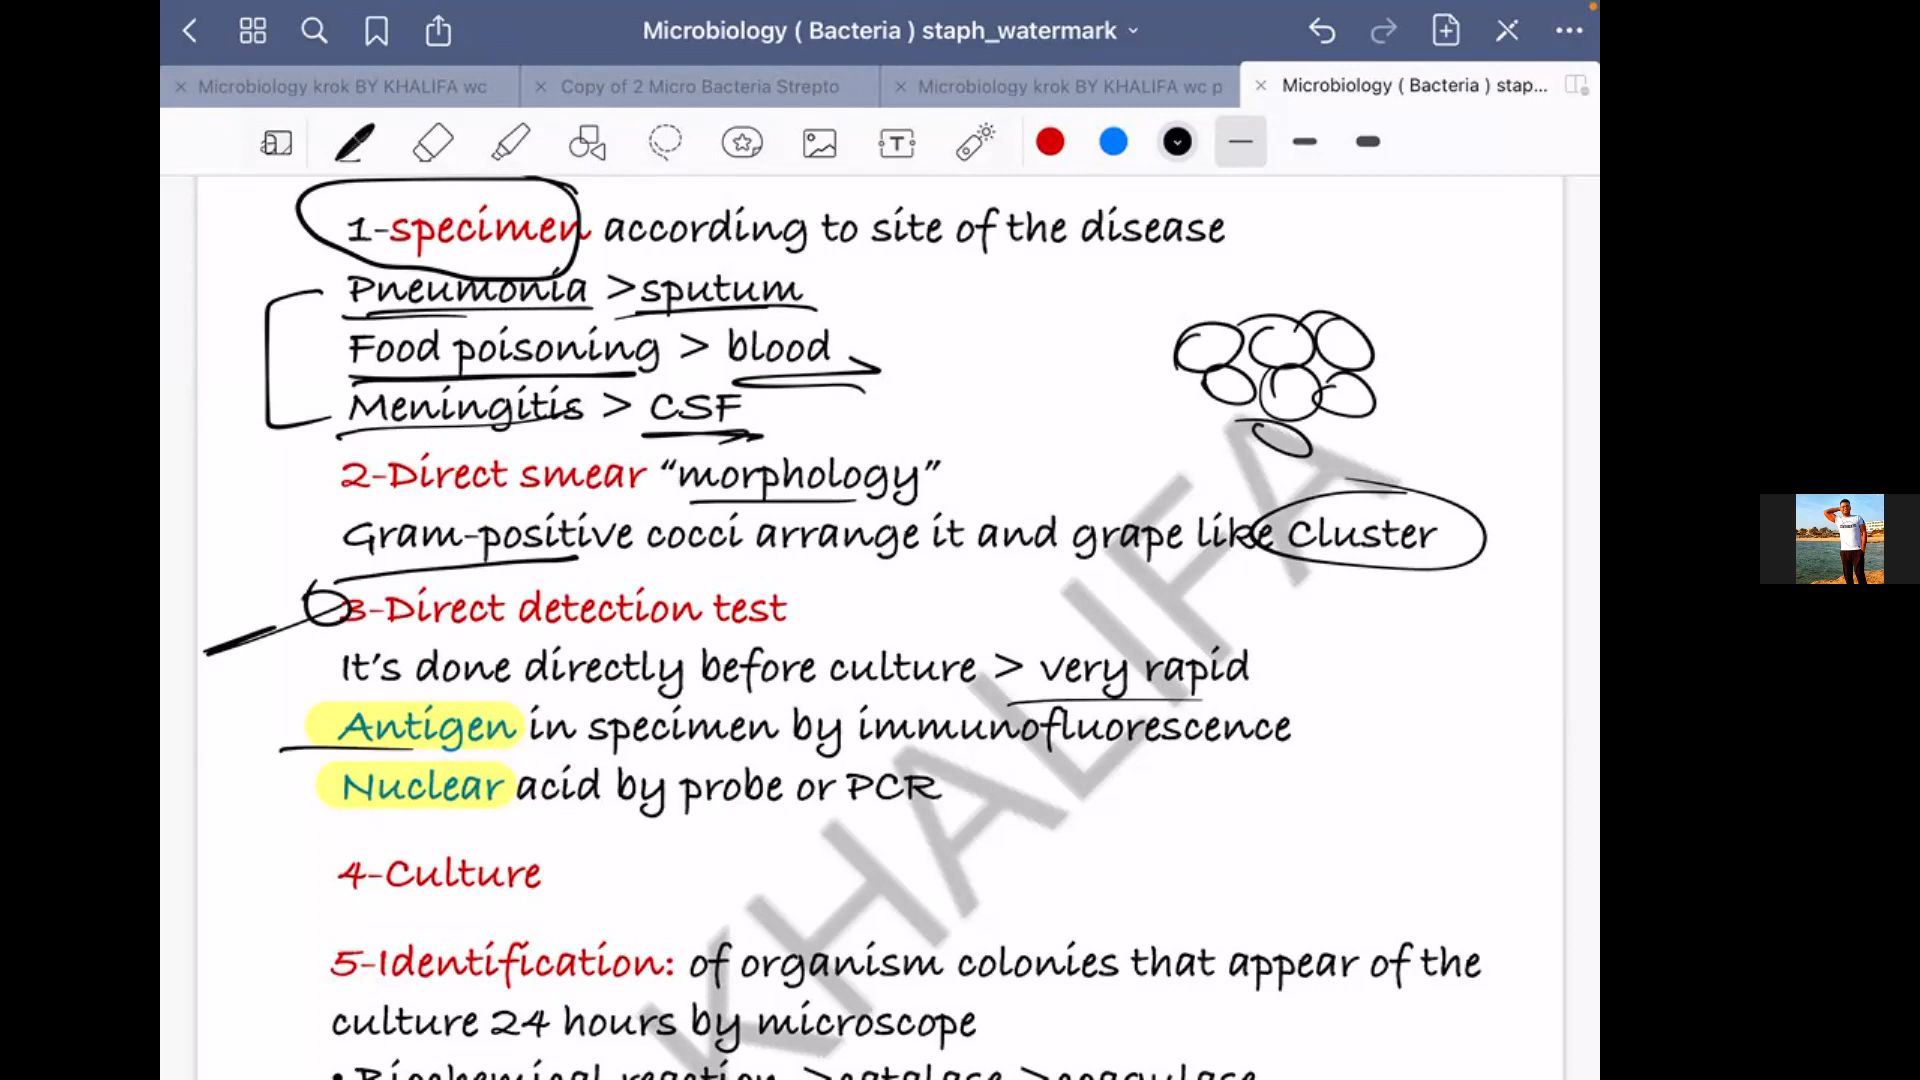 Microbiology ( Bacteria ) staph_watermark
Microbiology krok BY KHALIFA wc
Copy of 2 Micro Bacteria Strepto
Microbiology krok BY KHALIFA wc p
Microbiology ( Bacteria ) stap...
1-specimen according to site of the disease
Pneumonia >sputum
Food poisoning > blood
Meningitis > CSF
2-Direct smear "morphology"
Gram-positive cocci arrange it and grape like Cluster
3-Direct detection test
It's done directly before culture > very rapid
Antigen in specimen by immunofluorescence
Nuclear acid by probe or PCR
4-Culture
5-Identification: of organism colonies that appear of the
culture 24 hours by microscope
• Biochemical reaction >catalase >coagulase
KHALIFA